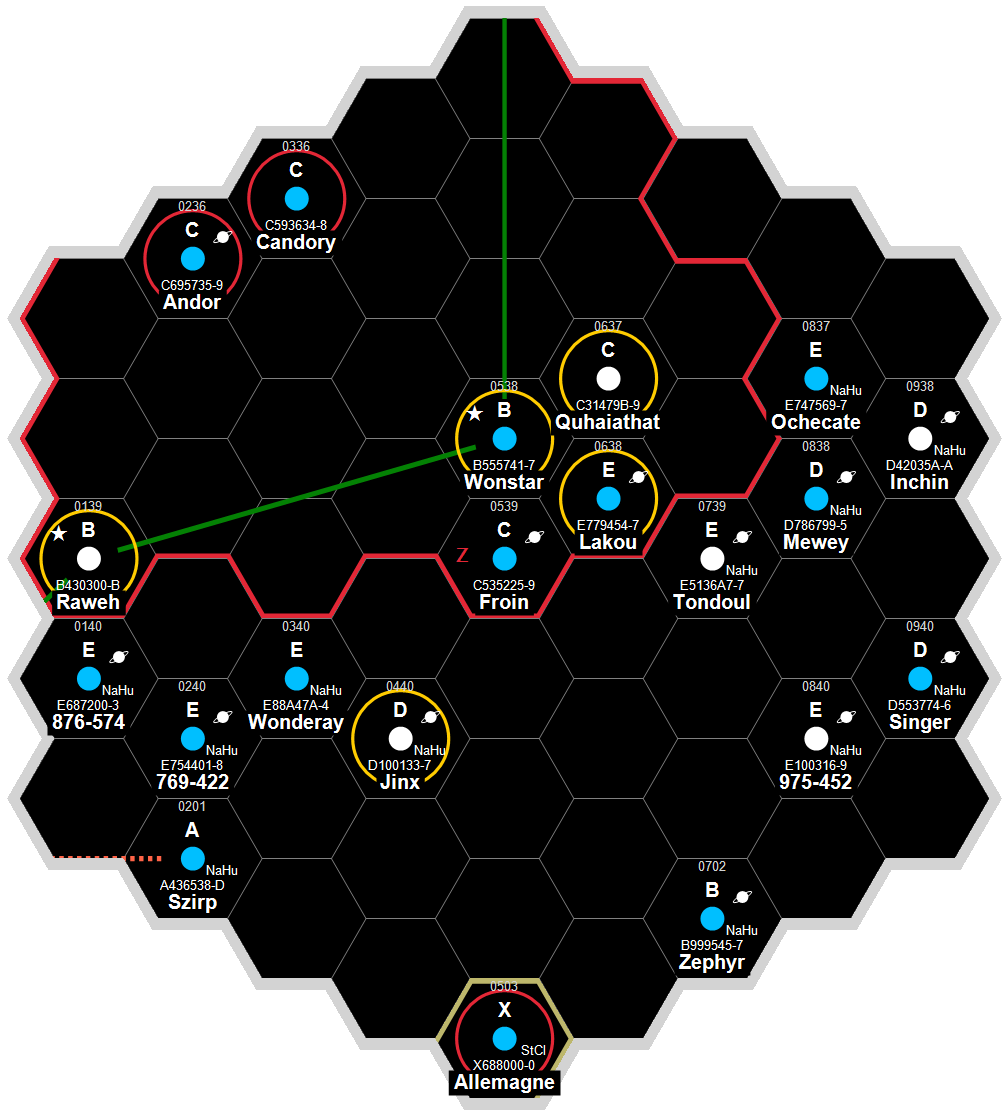 0336
C
C593634-8
Candory
0236
C
C695735-9
Andor
0637
C
C31479B-9
Quhaiathat
0837
E
NaHu
E747569-7
Ochecate
0538
B
B555741-7
Wonstar
0938
D
NaHu
D42035A-A
Inchin
0638
E
E779454-7
Lakou
0838
D
NaHu
D786799-5
Mewey
0139
B
B430300-B
Raweh
Z
0539
C
C535225-9
Froin
0739
E
NaHu
E5136A7-7
Tondoul
0140
E
NaHu
E687200-3
876-574
0340
E
NaHu
E88A47A-4
Wonderay
0940
D
NaHu
D553774-6
Singer
0240
E
NaHu
E754401-8
769-422
0440
D
NaHu
D100133-7
Jinx
0840
E
NaHu
E100316-9
975-452
0201
A
NaHu
A436538-D
Szirp
0702
B
NaHu
B999545-7
Zephyr
0503
X
StCl
X688000-0
Allemagne